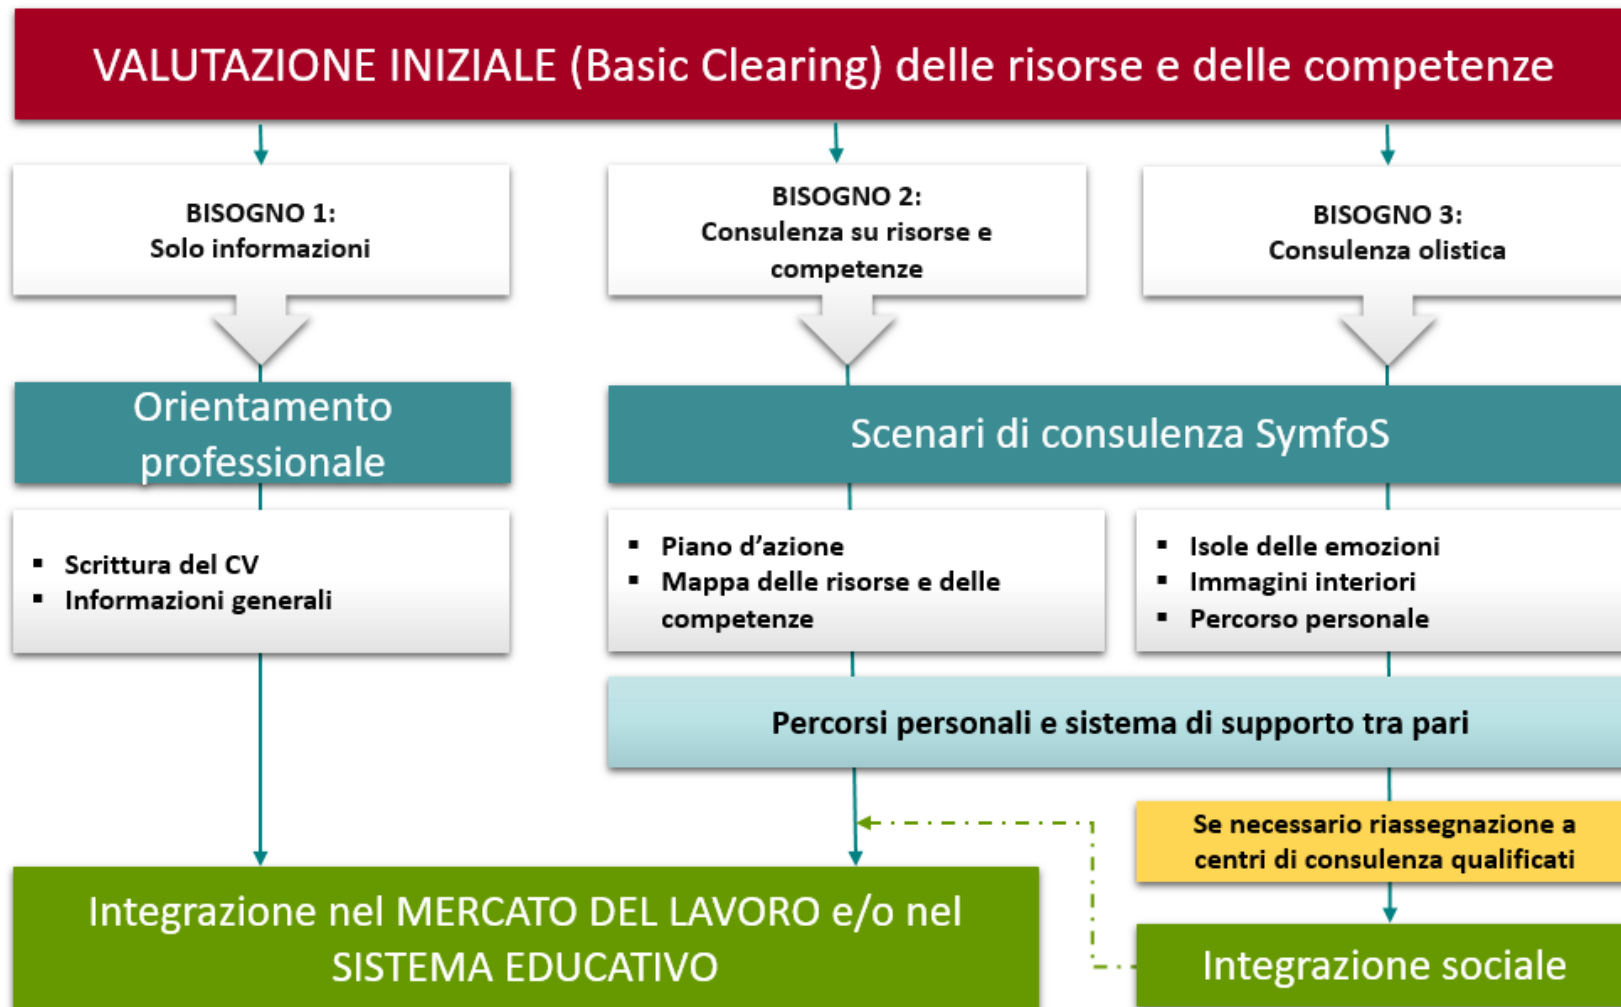 VALUTAZIONE INIZIALE (Basic Clearing) delle risorse e delle competenze
BISOGNO 1:
Solo informazioni
BISOGNO 2:
Consulenza su risorse e
competenze
BISOGNO 3:
Consulenza olistica
Orientamento
professionale
Scenari di consulenza SymfoS
▪ Scrittura del CV
▪ Informazioni generali
▪ Piano d'azione
▪ Mappa delle risorse e delle
competenze
▪ Isole delle emozioni
▪ Immagini interiori
▪ Percorso personale
Percorsi personali e sistema di supporto tra pari
Se necessario riassegnazione a
centri di consulenza qualificati
Integrazione nel MERCATO DEL LAVORO e/o nel
SISTEMA EDUCATIVO
Integrazione sociale